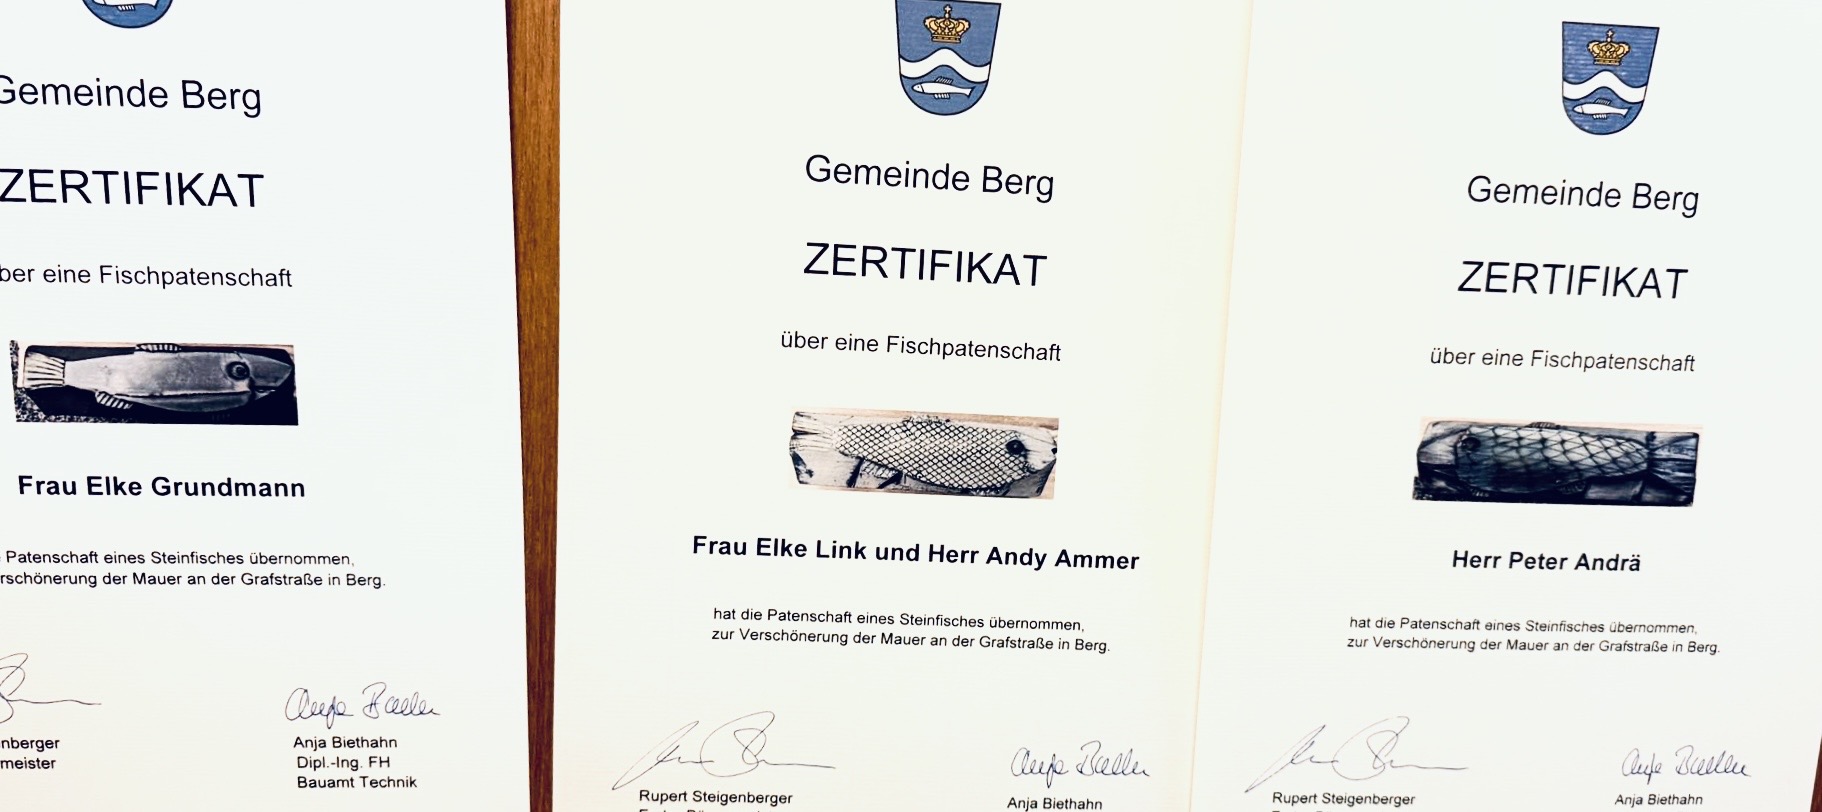 Gemeinde Berg
ZERTIFIKAT
eine Fischpatenschaft
Frau Elke Grundmann
Patenschaft eines Steinfisches übernommen,
der Mauer an der Grafstraße in Berg.
Anja Biethahn
Dipl.-Ing. FH
Bauamt Technik
Gemeinde Berg
ZERTIFIKAT
über eine Fischpatenschaft
Frau Elke Link und Herr Andy Ammer
hat die Patenschaft eines Steinfisches übernommen,
zur Verschönerung der Mauer an der Grafstraße in Berg.
Rupert Steigenberger
Anja Biethahn
Gemeinde Berg
ZERTIFIKAT
über eine Fischpatenschaft
Herr Peter Andrä
hat die Patenschaft eines Steinfisches übernommen,
zur Verschönerung der Mauer an der Grafstraße in Berg.
Rupert Steigenberger
Anja Biethahn